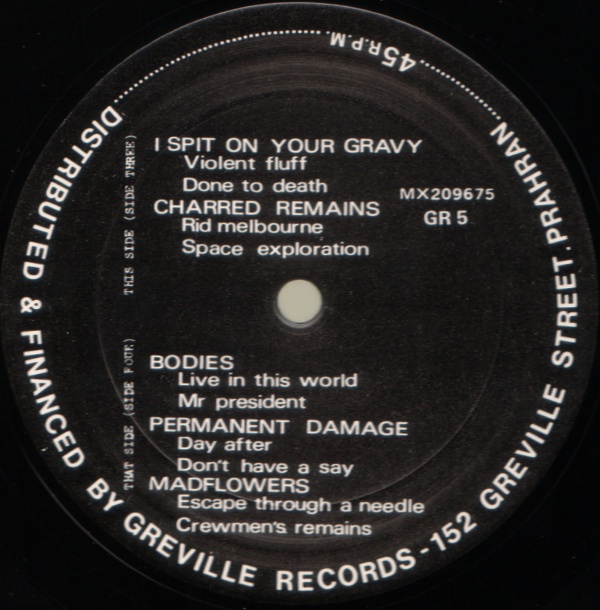 45 R.P.M.
DISTRIBUTED & FINANCED BY GREVILLE RECORDS - 152 GREVILLE STREET. PRAHRAN
THIS SIDE (SIDE THREE)
I SPIT ON YOUR GRAVY
Violent fluff
Done to death
MX209675
CHARRED REMAINS
GR 5
Rid melbourne
Space exploration
THAT SIDE (SIDE FOUR)
BODIES
Live in this world
Mr president
PERMANENT DAMAGE
Day after
Don't have a say
MADFLOWERS
Escape through a needle
Crewmen's remains